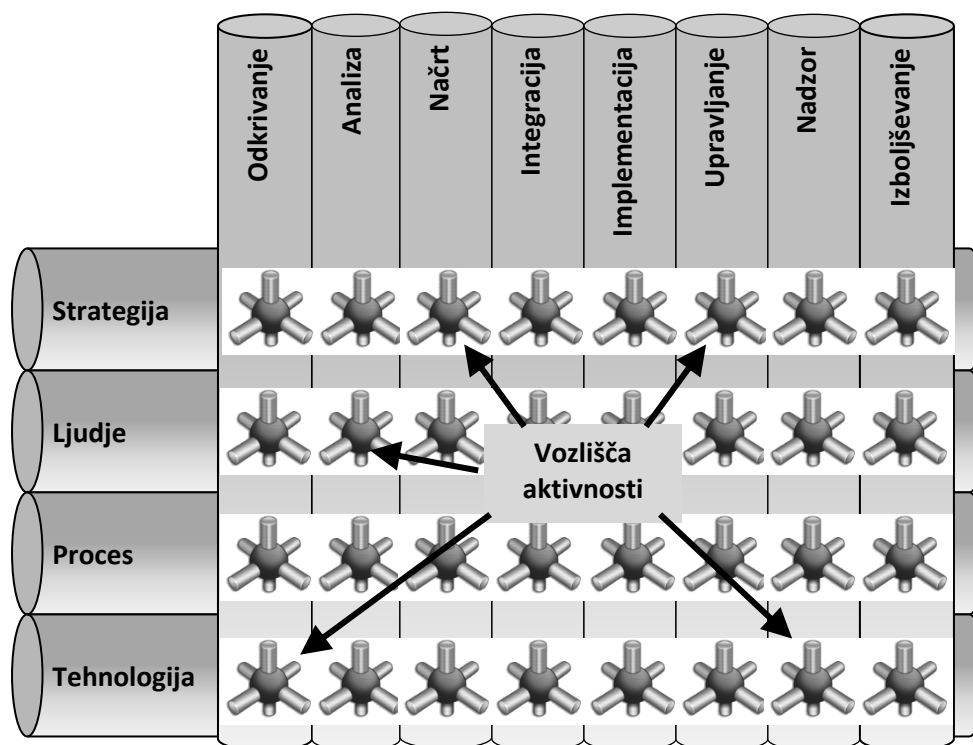 Odkrivanje
Analiza
Načrt
Integracija
Implementacija
Upravljanje
Nadzor
Izboljševanje
Strategija
Ljudje
Vozlišča
aktivnosti
Proces
Tehnologija